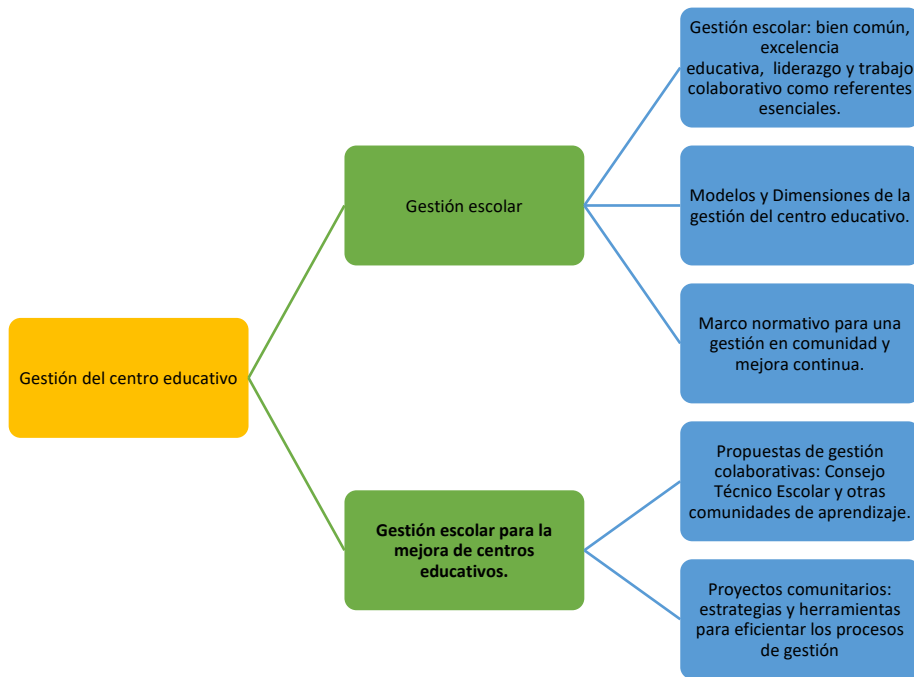 Gestión del centro educativo
Gestión escolar
Gestión escolar: bien común,
excelencia
educativa, liderazgo y trabajo
colaborativo como referentes
esenciales.
Modelos y Dimensiones de la
gestión del centro educativo.
Marco normativo para una
gestión en comunidad y
mejora continua.
Gestión escolar para la
mejora de centros
educativos.
Propuestas de gestión
colaborativas: Consejo
Técnico Escolar y otras
comunidades de aprendizaje.
Proyectos comunitarios:
estrategias y herramientas
para eficientar los procesos
de gestión